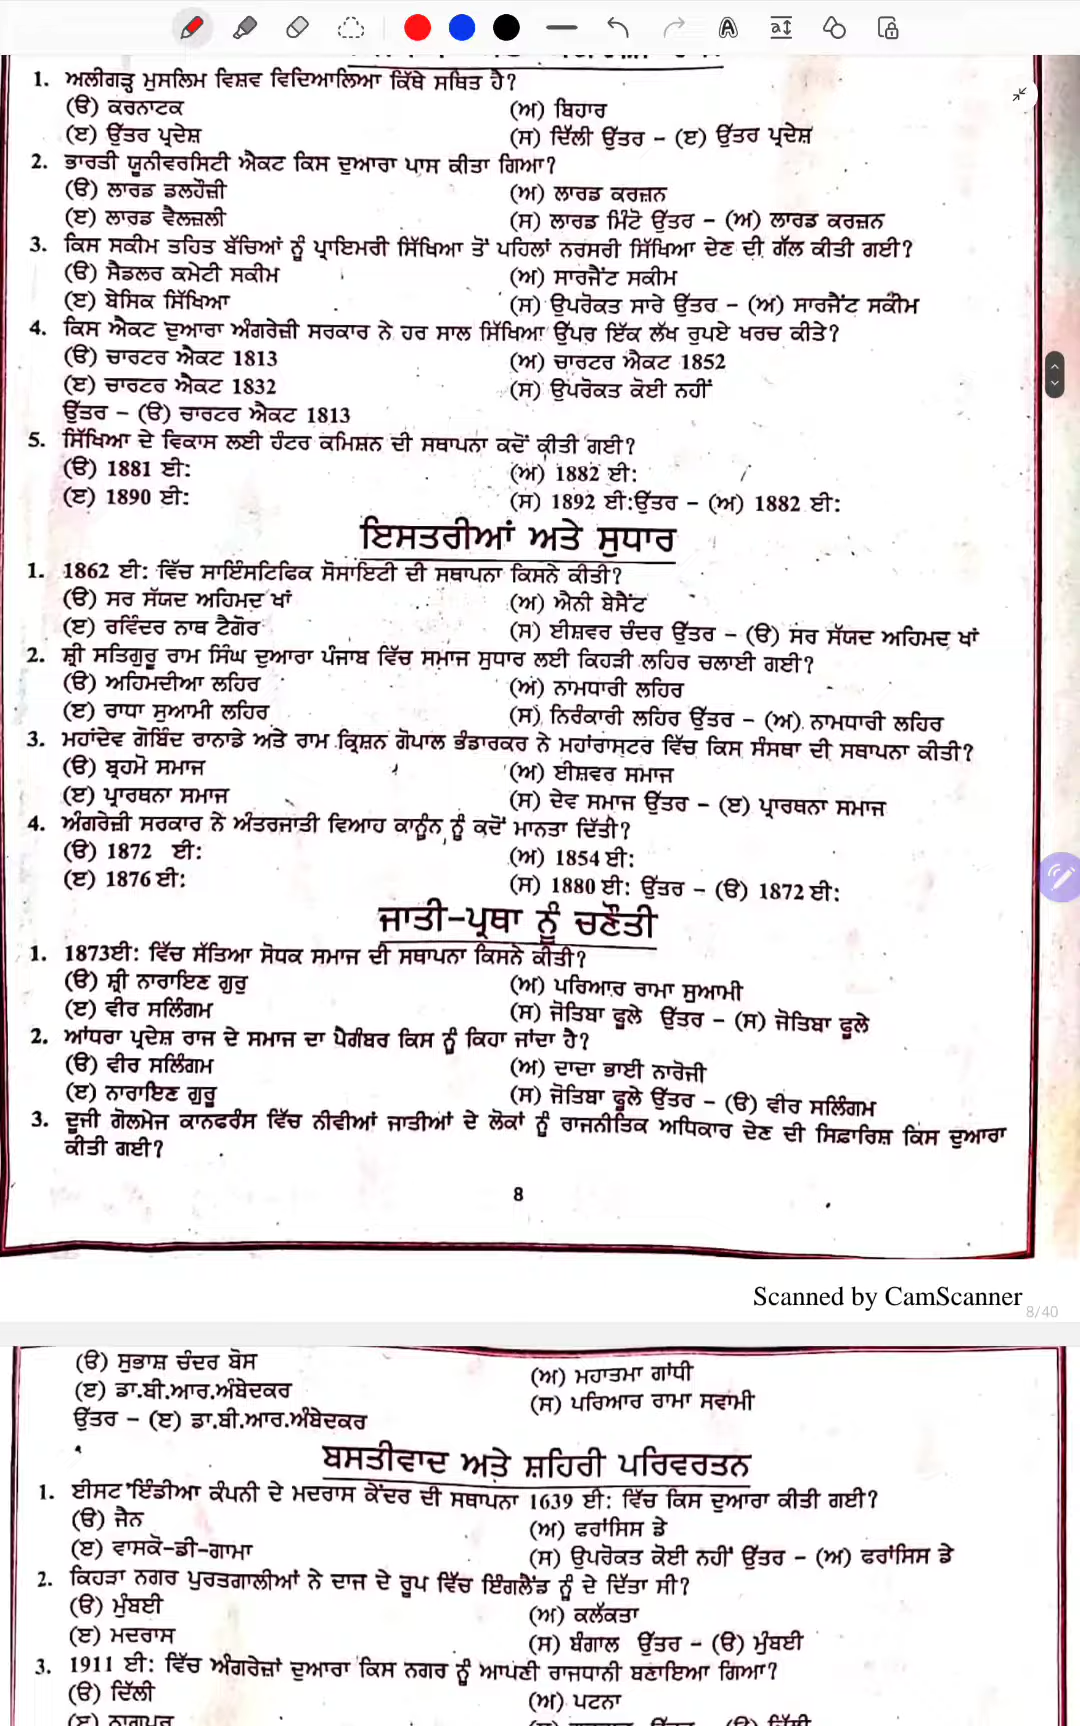 1. ਅਲੀਗੜ੍ਹ ਮੁਸਲਿਮ ਵਿਸ਼ਵ ਵਿਦਿਆਲਿਆ ਕਿੱਥੇ ਸਥਿਤ ਹੈ?
(ੳ) ਕਰਨਾਟਕ (ਅ) ਬਿਹਾਰ
(ੲ) ਉੱਤਰ ਪ੍ਰਦੇਸ਼ (ਸ) ਦਿੱਲੀ ਉੱਤਰ - (ੲ) ਉੱਤਰ ਪ੍ਰਦੇਸ਼
2. ਭਾਰਤੀ ਯੂਨੀਵਰਸਿਟੀ ਐਕਟ ਕਿਸ ਦੁਆਰਾ ਪਾਸ ਕੀਤਾ ਗਿਆ?
(ੳ) ਲਾਰਡ ਡਲਹੌਜ਼ੀ (ਅ) ਲਾਰਡ ਕਰਜ਼ਨ
(ੲ) ਲਾਰਡ ਵੈਲਜ਼ਲੀ (ਸ) ਲਾਰਡ ਮਿੰਟੋ ਉੱਤਰ - (ਅ) ਲਾਰਡ ਕਰਜ਼ਨ
3. ਕਿਸ ਸਕੀਮ ਤਹਿਤ ਬੱਚਿਆਂ ਨੂੰ ਪ੍ਰਾਇਮਰੀ ਸਿੱਖਿਆ ਤੋਂ ਪਹਿਲਾਂ ਨਰਸਰੀ ਸਿੱਖਿਆ ਦੇਣ ਦੀ ਗੱਲ ਕੀਤੀ ਗਈ?
(ੳ) ਸੈਡਲਰ ਕਮੇਟੀ ਸਕੀਮ (ਅ) ਸਾਰਜੈਂਟ ਸਕੀਮ
(ੲ) ਬੇਸਿਕ ਸਿੱਖਿਆ (ਸ) ਉਪਰੋਕਤ ਸਾਰੇ ਉੱਤਰ - (ਅ) ਸਾਰਜੈਂਟ ਸਕੀਮ
4. ਕਿਸ ਐਕਟ ਦੁਆਰਾ ਅੰਗਰੇਜ਼ੀ ਸਰਕਾਰ ਨੇ ਹਰ ਸਾਲ ਸਿੱਖਿਆ ਉੱਪਰ ਇੱਕ ਲੱਖ ਰੁਪਏ ਖਰਚ ਕੀਤੇ?
(ੳ) ਚਾਰਟਰ ਐਕਟ 1813 (ਅ) ਚਾਰਟਰ ਐਕਟ 1852
(ੲ) ਚਾਰਟਰ ਐਕਟ 1832 (ਸ) ਉਪਰੋਕਤ ਕੋਈ ਨਹੀਂ
ਉੱਤਰ - (ੳ) ਚਾਰਟਰ ਐਕਟ 1813
5. ਸਿੱਖਿਆ ਦੇ ਵਿਕਾਸ ਲਈ ਹੰਟਰ ਕਮਿਸ਼ਨ ਦੀ ਸਥਾਪਨਾ ਕਦੋਂ ਕੀਤੀ ਗਈ?
(ੳ) 1881 ਈ: (ਅ) 1882 ਈ:
(ੲ) 1890 ਈ: (ਸ) 1892 ਈ:ਉੱਤਰ - (ਅ) 1882 ਈ:
ਇਸਤਰੀਆਂ ਅਤੇ ਸੁਧਾਰ
1. 1862 ਈ: ਵਿੱਚ ਸਾਇੰਸਟਿਫਿਕ ਸੋਸਾਇਟੀ ਦੀ ਸਥਾਪਨਾ ਕਿਸਨੇ ਕੀਤੀ?
(ੳ) ਸਰ ਸੱਯਦ ਅਹਿਮਦ ਖਾਂ (ਅ) ਐਨੀ ਬੇਸੈਂਟ
(ੲ) ਰਵਿੰਦਰ ਨਾਥ ਟੈਗੋਰ (ਸ) ਈਸ਼ਵਰ ਚੰਦਰ ਉੱਤਰ - (ੳ) ਸਰ ਸੱਯਦ ਅਹਿਮਦ ਖਾਂ
2. ਸ਼੍ਰੀ ਸਤਿਗੁਰੂ ਰਾਮ ਸਿੰਘ ਦੁਆਰਾ ਪੰਜਾਬ ਵਿੱਚ ਸਮਾਜ ਸੁਧਾਰ ਲਈ ਕਿਹੜੀ ਲਹਿਰ ਚਲਾਈ ਗਈ?
(ੳ) ਅਹਿਮਦੀਆ ਲਹਿਰ (ਅ) ਨਾਮਧਾਰੀ ਲਹਿਰ
(ੲ) ਰਾਧਾ ਸੁਆਮੀ ਲਹਿਰ (ਸ) ਨਿਰੰਕਾਰੀ ਲਹਿਰ ਉੱਤਰ - (ਅ) ਨਾਮਧਾਰੀ ਲਹਿਰ
3. ਮਹਾਂਦੇਵ ਗੋਬਿੰਦ ਰਾਨਾਡੇ ਅਤੇ ਰਾਮ ਕ੍ਰਿਸ਼ਨ ਗੋਪਾਲ ਭੰਡਾਰਕਰ ਨੇ ਮਹਾਂਰਾਸ਼ਟਰ ਵਿੱਚ ਕਿਸ ਸੰਸਥਾ ਦੀ ਸਥਾਪਨਾ ਕੀਤੀ?
(ੳ) ਬ੍ਰਹਮੋ ਸਮਾਜ (ਅ) ਈਸ਼ਵਰ ਸਮਾਜ
(ੲ) ਪ੍ਰਾਰਥਨਾ ਸਮਾਜ (ਸ) ਦੇਵ ਸਮਾਜ ਉੱਤਰ - (ੲ) ਪ੍ਰਾਰਥਨਾ ਸਮਾਜ
4. ਅੰਗਰੇਜ਼ੀ ਸਰਕਾਰ ਨੇ ਅੰਤਰਜਾਤੀ ਵਿਆਹ ਕਾਨੂੰਨ ਨੂੰ ਕਦੋਂ ਮਾਨਤਾ ਦਿੱਤੀ?
(ੳ) 1872 ਈ: (ਅ) 1854 ਈ:
(ੲ) 1876 ਈ: (ਸ) 1880 ਈ: ਉੱਤਰ - (ੳ) 1872 ਈ:
ਜਾਤੀ-ਪ੍ਰਥਾ ਨੂੰ ਚਣੌਤੀ
1. 1873ਈ: ਵਿੱਚ ਸੱਤਿਆ ਸੋਧਕ ਸਮਾਜ ਦੀ ਸਥਾਪਨਾ ਕਿਸਨੇ ਕੀਤੀ?
(ੳ) ਸ਼੍ਰੀ ਨਾਰਾਇਣ ਗੁਰੁ (ਅ) ਪਰਿਆਰ ਰਾਮਾ ਸੁਆਮੀ
(ੲ) ਵੀਰ ਸਲਿੰਗਮ (ਸ) ਜੋਤਿਬਾ ਫੂਲੇ ਉੱਤਰ - (ਸ) ਜੋਤਿਬਾ ਫੂਲੇ
2. ਆਂਧਰਾ ਪ੍ਰਦੇਸ਼ ਰਾਜ ਦੇ ਸਮਾਜ ਦਾ ਪੈਗੰਬਰ ਕਿਸ ਨੂੰ ਕਿਹਾ ਜਾਂਦਾ ਹੈ?
(ੳ) ਵੀਰ ਸਲਿੰਗਮ (ਅ) ਦਾਦਾ ਭਾਈ ਨਾਰੋਜੀ
(ੲ) ਨਾਰਾਇਣ ਗੁਰੂ (ਸ) ਜੋਤਿਬਾ ਫੂਲੇ ਉੱਤਰ - (ੳ) ਵੀਰ ਸਲਿੰਗਮ
3. ਦੂਜੀ ਗੋਲਮੇਜ ਕਾਨਫਰੰਸ ਵਿੱਚ ਨੀਵੀਆਂ ਜਾਤੀਆਂ ਦੇ ਲੋਕਾਂ ਨੂੰ ਰਾਜਨੀਤਿਕ ਅਧਿਕਾਰ ਦੇਣ ਦੀ ਸਿਫ਼ਾਰਿਸ਼ ਕਿਸ ਦੁਆਰਾ
ਕੀਤੀ ਗਈ?
8
Scanned by CamScanner
8/40
(ੳ) ਸੁਭਾਸ਼ ਚੰਦਰ ਬੋਸ (ਅ) ਮਹਾਤਮਾ ਗਾਂਧੀ
(ੲ) ਡਾ.ਬੀ.ਆਰ.ਅੰਬੇਦਕਰ (ਸ) ਪਰਿਆਰ ਰਾਮਾ ਸਵਾਮੀ
ਉੱਤਰ - (ੲ) ਡਾ.ਬੀ.ਆਰ.ਅੰਬੇਦਕਰ
ਬਸਤੀਵਾਦ ਅਤੇ ਸ਼ਹਿਰੀ ਪਰਿਵਰਤਨ
1. ਈਸਟ ਇੰਡੀਆ ਕੰਪਨੀ ਦੇ ਮਦਰਾਸ ਕੇਂਦਰ ਦੀ ਸਥਾਪਨਾ 1639 ਈ: ਵਿੱਚ ਕਿਸ ਦੁਆਰਾ ਕੀਤੀ ਗਈ?
(ੳ) ਜੈਨ (ਅ) ਫਰਾਂਸਿਸ ਡੇ
(ੲ) ਵਾਸਕੋ-ਡੀ-ਗਾਮਾ (ਸ) ਉਪਰੋਕਤ ਕੋਈ ਨਹੀਂ ਉੱਤਰ - (ਅ) ਫਰਾਂਸਿਸ ਡੇ
2. ਕਿਹੜਾ ਨਗਰ ਪੁਰਤਗਾਲੀਆਂ ਨੇ ਦਾਜ ਦੇ ਰੂਪ ਵਿੱਚ ਇੰਗਲੈਂਡ ਨੂੰ ਦੇ ਦਿੱਤਾ ਸੀ?
(ੳ) ਮੁੰਬਈ (ਅ) ਕਲੱਕਤਾ
(ੲ) ਮਦਰਾਸ (ਸ) ਬੰਗਾਲ ਉੱਤਰ - (ੳ) ਮੁੰਬਈ
3. 1911 ਈ: ਵਿੱਚ ਅੰਗਰੇਜ਼ਾਂ ਦੁਆਰਾ ਕਿਸ ਨਗਰ ਨੂੰ ਆਪਣੀ ਰਾਜਧਾਨੀ ਬਣਾਇਆ ਗਿਆ?
(ੳ) ਦਿੱਲੀ (ਅ) ਪਟਨਾ
(ੲ) ਨਾਗਪੁਰ